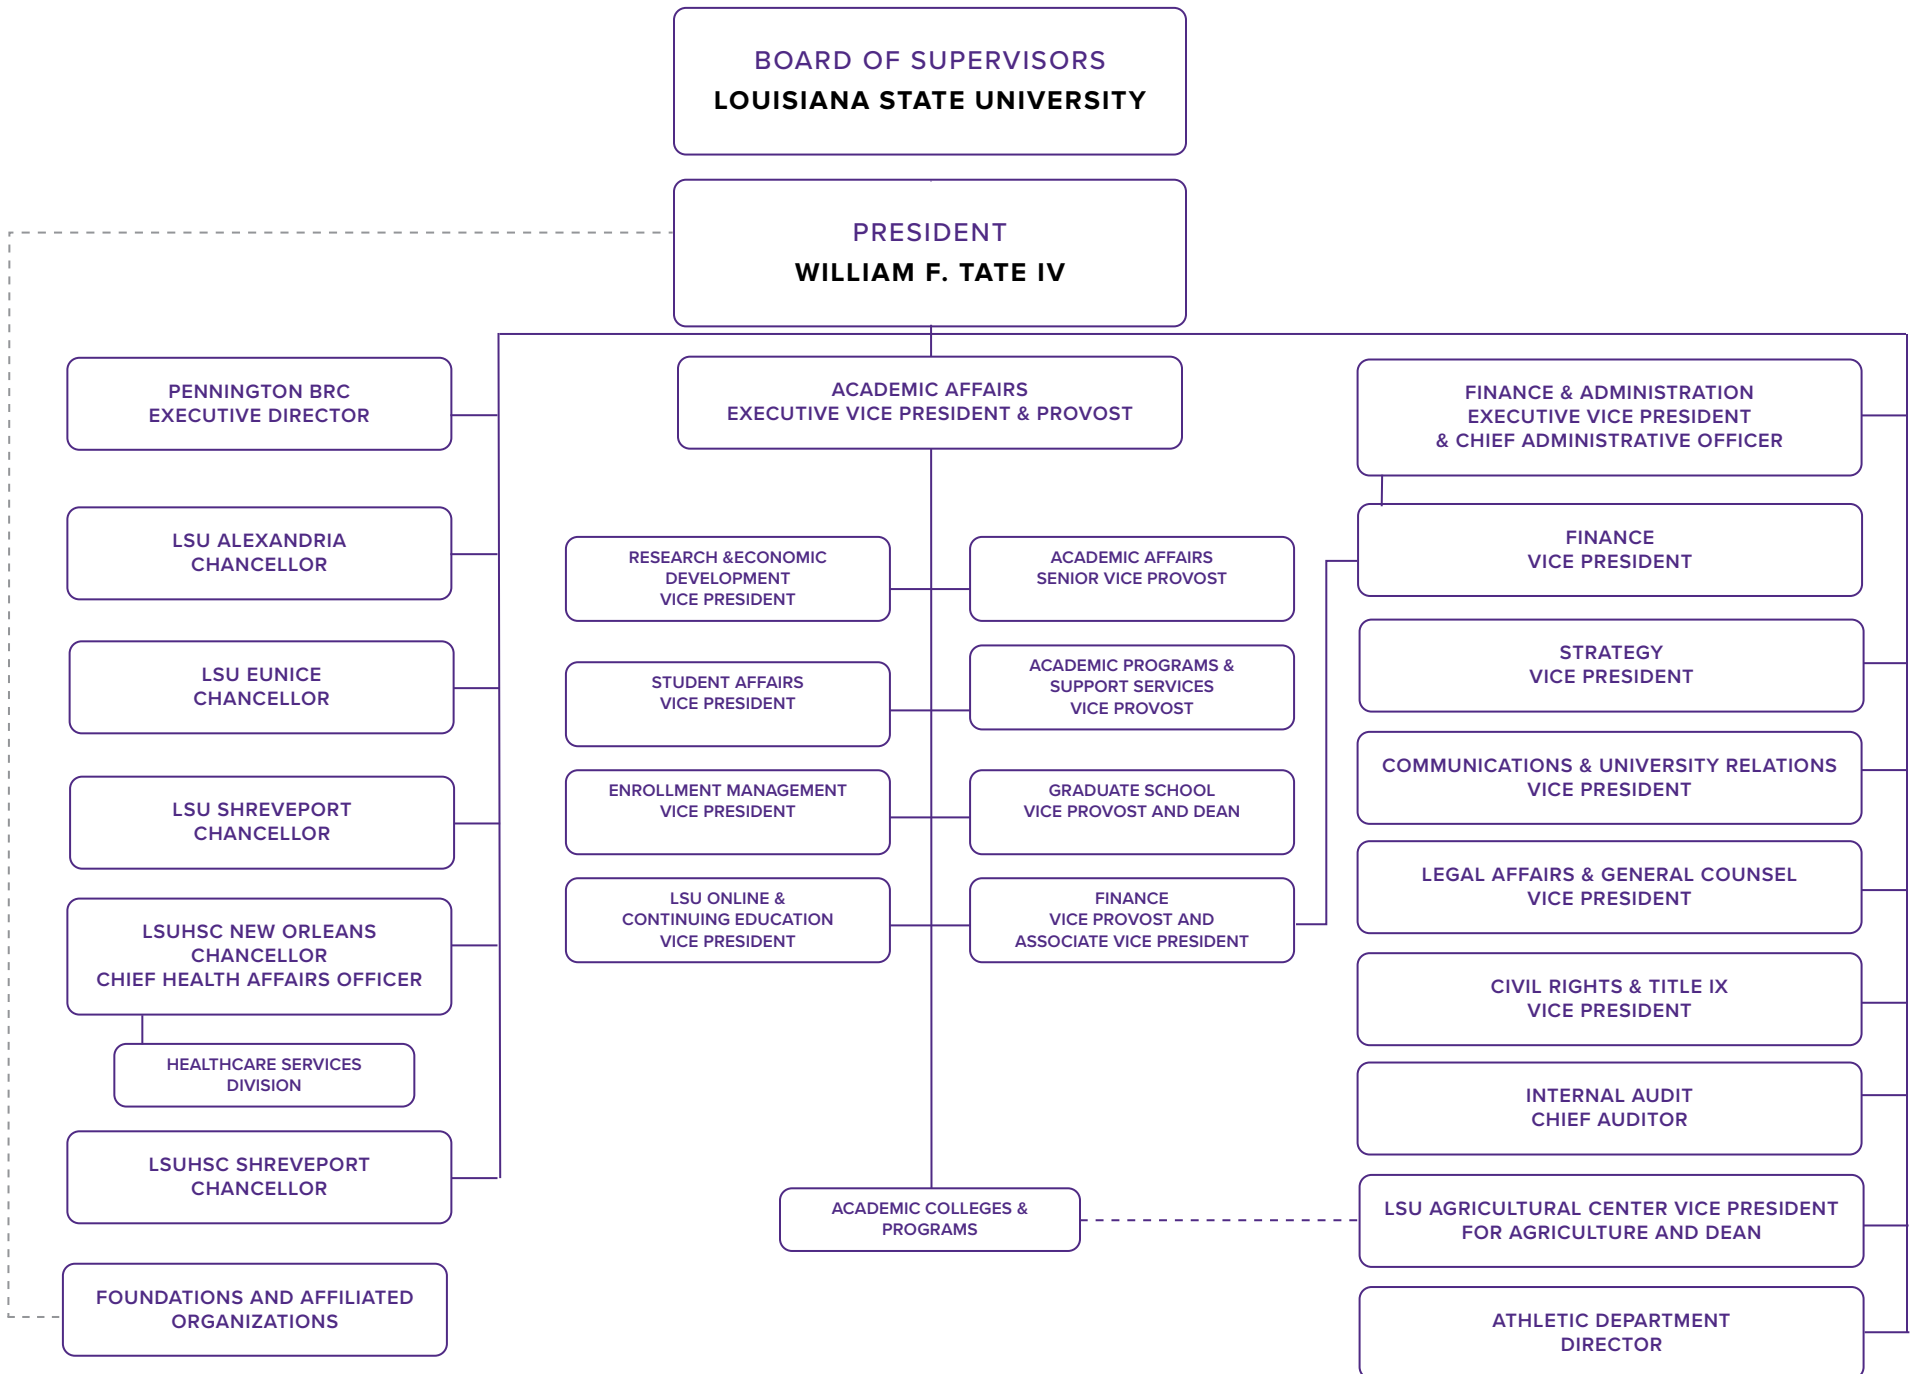 BOARD OF SUPERVISORS
LOUISIANA STATE UNIVERSITY
PRESIDENT
WILLIAM F. TATE IV
PENNINGTON BRC
EXECUTIVE DIRECTOR
LSU ALEXANDRIA
CHANCELLOR
LSU EUNICE
CHANCELLOR
LSU SHREVEPORT
CHANCELLOR
LSUHSC NEW ORLEANS
CHANCELLOR
CHIEF HEALTH AFFAIRS OFFICER
HEALTHCARE SERVICES
DIVISION
LSUHSC SHREVEPORT
CHANCELLOR
FOUNDATIONS AND AFFILIATED
ORGANIZATIONS
ACADEMIC AFFAIRS
EXECUTIVE VICE PRESIDENT & PROVOST
RESEARCH &ECONOMIC
DEVELOPMENT
VICE PRESIDENT
STUDENT AFFAIRS
VICE PRESIDENT
ENROLLMENT MANAGEMENT
VICE PRESIDENT
LSU ONLINE &
CONTINUING EDUCATION
VICE PRESIDENT
ACADEMIC AFFAIRS
SENIOR VICE PROVOST
ACADEMIC PROGRAMS &
SUPPORT SERVICES
VICE PROVOST
GRADUATE SCHOOL
VICE PROVOST AND DEAN
FINANCE
VICE PROVOST AND
ASSOCIATE VICE PRESIDENT
ACADEMIC COLLEGES &
PROGRAMS
FINANCE & ADMINISTRATION
EXECUTIVE VICE PRESIDENT
& CHIEF ADMINISTRATIVE OFFICER
FINANCE
VICE PRESIDENT
STRATEGY
VICE PRESIDENT
COMMUNICATIONS & UNIVERSITY RELATIONS
VICE PRESIDENT
LEGAL AFFAIRS & GENERAL COUNSEL
VICE PRESIDENT
CIVIL RIGHTS & TITLE IX
VICE PRESIDENT
INTERNAL AUDIT
CHIEF AUDITOR
LSU AGRICULTURAL CENTER VICE PRESIDENT
FOR AGRICULTURE AND DEAN
ATHLETIC DEPARTMENT
DIRECTOR